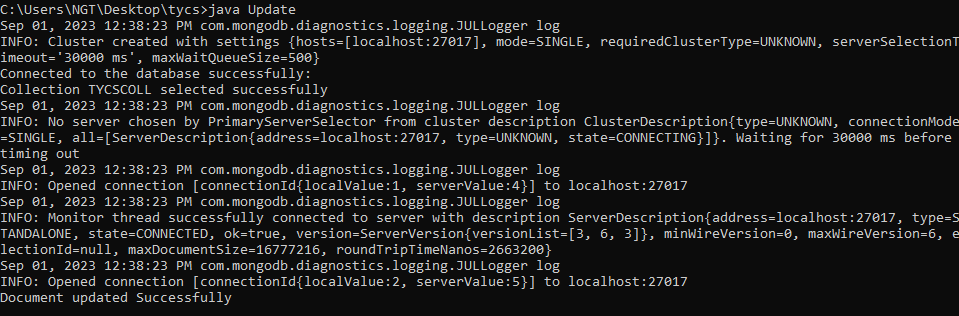 C:\Users\NGT\Desktop\tycs>java Update
Sep 01, 2023 12:38:23 PM com.mongodb.diagnostics.logging.JULLogger log
INFO: Cluster created with settings {hosts=[localhost:27017], mode=SINGLE, requiredClusterType=UNKNOWN, serverSelectionT
imeout='30000 ms', maxWaitQueueSize=500}
Connected to the database successfully:
Collection TYCSCOLL selected successfully
Sep 01, 2023 12:38:23 PM com.mongodb.diagnostics.logging.JULLogger log
INFO: No server chosen by PrimaryServerSelector from cluster description ClusterDescription{type=UNKNOWN, connectionMode
=SINGLE, all=[ServerDescription{address=localhost:27017, type=UNKNOWN, state=CONNECTING}]}. Waiting for 30000 ms before
timing out
Sep 01, 2023 12:38:23 PM com.mongodb.diagnostics.logging.JULLogger log
INFO: Opened connection [connectionId{localValue:1, serverValue:4}] to localhost:27017
Sep 01, 2023 12:38:23 PM com.mongodb.diagnostics.logging.JULLogger log
INFO: Monitor thread successfully connected to server with description ServerDescription{address=localhost:27017, type=S
TANDALONE, state=CONNECTED, ok=true, version=ServerVersion{versionList=[3, 6, 3]}, minWireVersion=0, maxWireVersion=6, e
lectionId=null, maxDocumentSize=16777216, roundTripTimeNanos=2663200}
Sep 01, 2023 12:38:23 PM com.mongodb.diagnostics.logging.JULLogger log
INFO: Opened connection [connectionId{localValue:2, serverValue:5}] to localhost:27017
Document updated Successfully